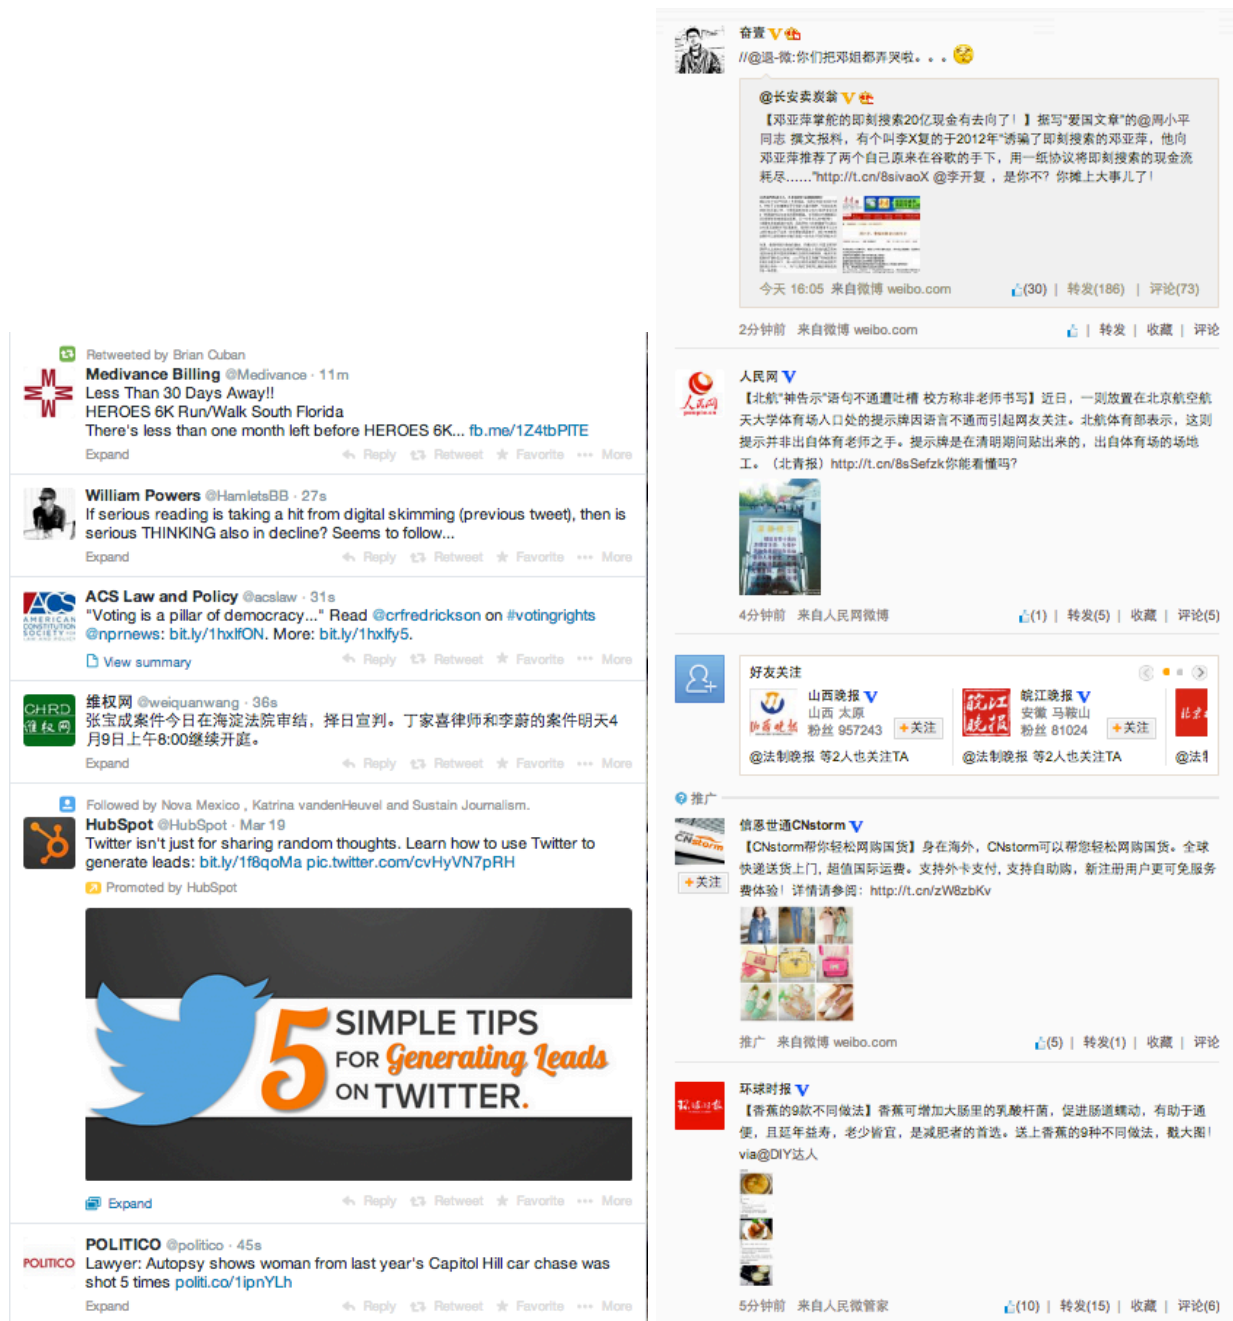 Retweeted by Brian Cuban
Medivance Billing @Medivance · 11m
Less Than 30 Days Away!!
HEROES 6K Run/Walk South Florida
There's less than one month left before HEROES 6K... fb.me/1Z4tbPlTE
Expand Reply Retweet Favorite More
William Powers @HamletsBB · 27s
If serious reading is taking a hit from digital skimming (previous tweet), then is
serious THINKING also in decline? Seems to follow...
Expand Reply Retweet Favorite More
ACS
AMERICAN
CONSTITUTION
SOCIETY FOR
LAW AND POLICY
ACS Law and Policy @acslaw · 31s
"Voting is a pillar of democracy..." Read @crfredrickson on #votingrights
@nprnews: bit.ly/1hxlfON. More: bit.ly/1hxlfy5.
View summary Reply Retweet Favorite More
CHRD
维权网
维权网 @weiquanwang · 36s
张宝成案件今日在海淀法院审结，择日宣判。丁家喜律师和李蔚的案件明天4
月9日上午8:00继续开庭。
Expand Reply Retweet Favorite More
Followed by Nova Mexico , Katrina vandenHeuvel and Sustain Journalism.
HubSpot @HubSpot · Mar 19
Twitter isn't just for sharing random thoughts. Learn how to use Twitter to
generate leads: bit.ly/1f8qoMa pic.twitter.com/cvHyVN7pRH
Promoted by HubSpot
5 SIMPLE TIPS
FOR Generating Leads
ON TWITTER.
Expand Reply Retweet Favorite More
POLITICO
POLITICO @politico · 45s
Lawyer: Autopsy shows woman from last year's Capitol Hill car chase was
shot 5 times politi.co/1ipnYLh
Expand Reply Retweet Favorite More
奋壹 V
//@退-微:你们把邓姐都弄哭啦。。。
@长安卖炭翁 V
【邓亚萍掌舵的即刻搜索20亿现金有去向了！】据写"爱国文章"的@周小平
同志 撰文报料，有个叫李X复的于2012年"诱骗了即刻搜索的邓亚萍，他向
邓亚萍推荐了两个自己原来在谷歌的手下，用一纸协议将即刻搜索的现金流
耗尽……"http://t.cn/8sivaoX @李开复 ，是你不？你摊上大事儿了！
今天 16:05 来自微博 weibo.com (30) | 转发(186) | 评论(73)
2分钟前 来自微博 weibo.com | 转发 | 收藏 | 评论
人民网
人民网 V
【北航"神告示"语句不通遭吐槽 校方称非老师书写】近日，一则放置在北京航空航
天大学体育场入口处的提示牌因语言不通而引起网友关注。北航体育部表示，这则
提示并非出自体育老师之手。提示牌是在清明期间贴出来的，出自体育场的场地
工。（北青报）http://t.cn/8sSefzk你能看懂吗?
4分钟前 来自人民网微博 (1) | 转发(5) | 收藏 | 评论(5)
好友关注
山西晚报 V
山西 太原
粉丝 957243 +关注
@法制晚报 等2人也关注TA
皖江晚报
皖江晚报 V
安徽 马鞍山
粉丝 81024 +关注
@法制晚报 等2人也关注TA
@法制
推广
CNstorm
+关注
信恩世通CNstorm V
【CNstorm帮你轻松网购国货】身在海外，CNstorm可以帮您轻松网购国货。全球
快递送货上门, 超值国际运费。支持外卡支付, 支持自助购，新注册用户更可免服务
费体验！详情请参阅：http://t.cn/zW8zbKv
推广 来自微博 weibo.com (5) | 转发(1) | 收藏 | 评论
环球时报
环球时报 V
【香蕉的9款不同做法】香蕉可增加大肠里的乳酸杆菌，促进肠道蠕动，有助于通
便，且延年益寿，老少皆宜，是减肥者的首选。送上香蕉的9种不同做法，戳大图！
via@DIY达人
5分钟前 来自人民微管家 (10) | 转发(15) | 收藏 | 评论(6)